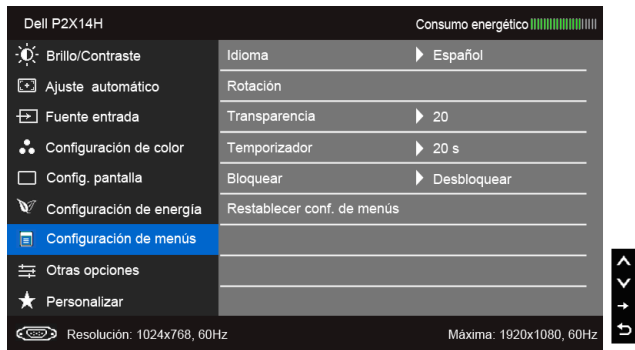 Dell P2X14H Consumo energético
Brillo/Contraste Idioma Español
Ajuste automático Rotación
Fuente entrada Transparencia 20
Configuración de color Temporizador 20 s
Config. pantalla Bloquear Desbloquear
Configuración de energía Restablecer conf. de menús
Configuración de menús
Otras opciones
Personalizar
Resolución: 1024x768, 60Hz Máxima: 1920x1080, 60Hz